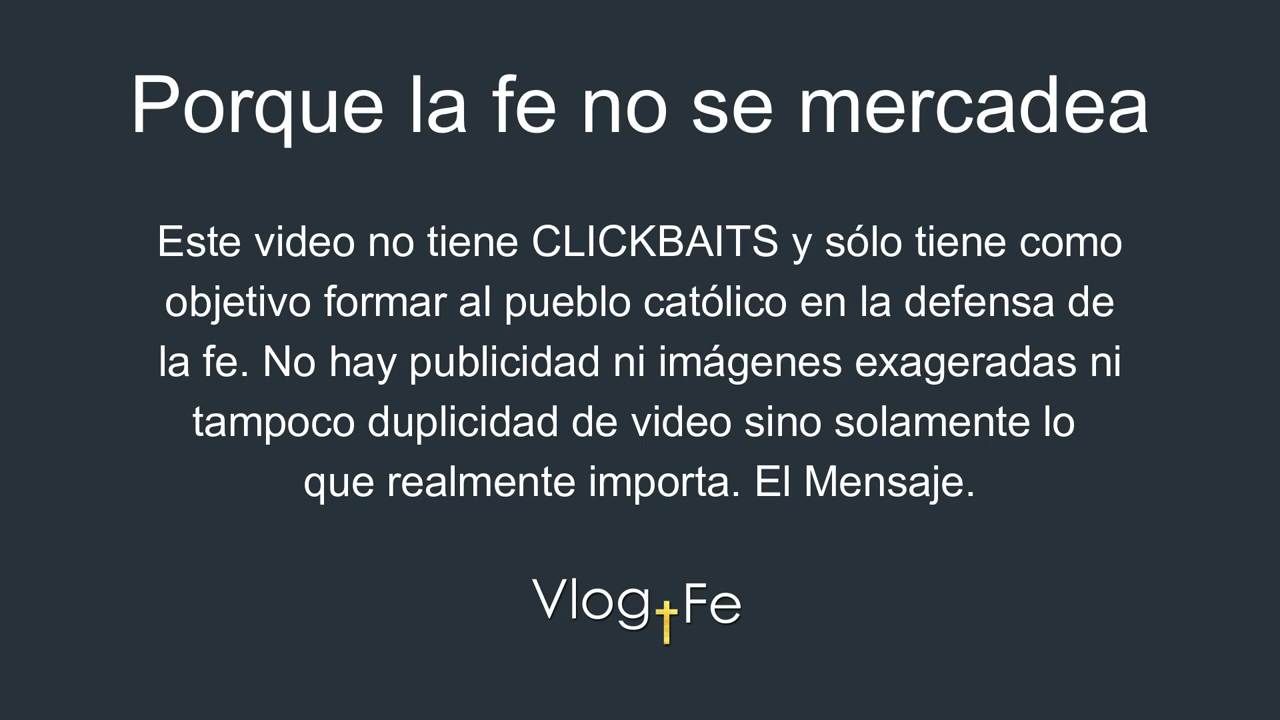 Porque la fe no se mercadea
Este video no tiene CLICKBAITS y sólo tiene como
objetivo formar al pueblo católico en la defensa de
la fe. No hay publicidad ni imágenes exageradas ni
tampoco duplicidad de video sino solamente lo
que realmente importa. El Mensaje.
Vlog Fe